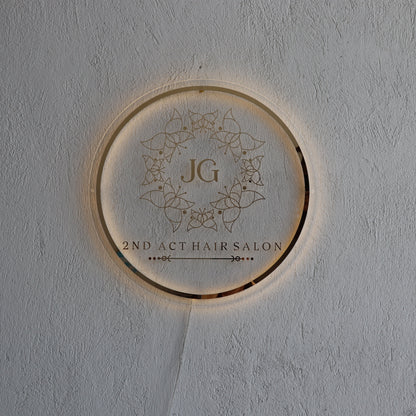 JG
2ND ACT HAIR SALON